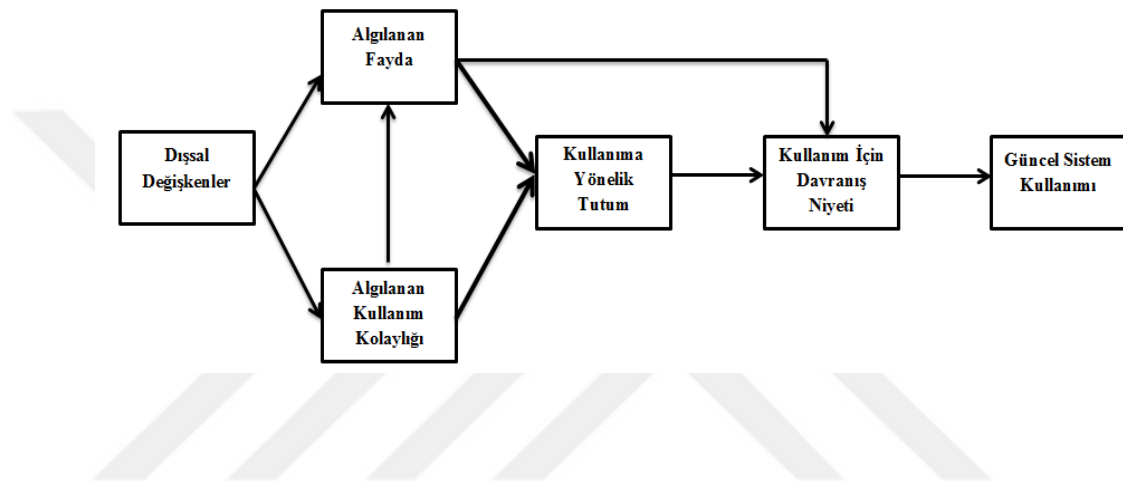 Algılanan
Fayda
Dışsal
Değişkenler
Kullanıma
Yönelik
Tutum
Kullanım İçin
Davranış
Niyeti
Güncel Sistem
Kullanımı
Algılanan
Kullanım
Kolaylığı